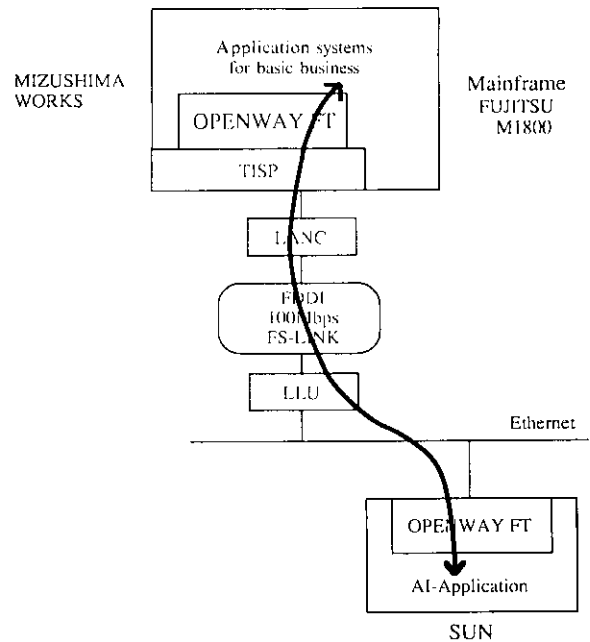 Application systems
for basic business
MIZUSHIMA
WORKS
Mainframe
FUJITSU
M1800
OPENWAY FT
TISP
LANC
FDDI
100Mbps
FS-LINK
LLU
Ethernet
OPENWAY FT
AI-Application
SUN